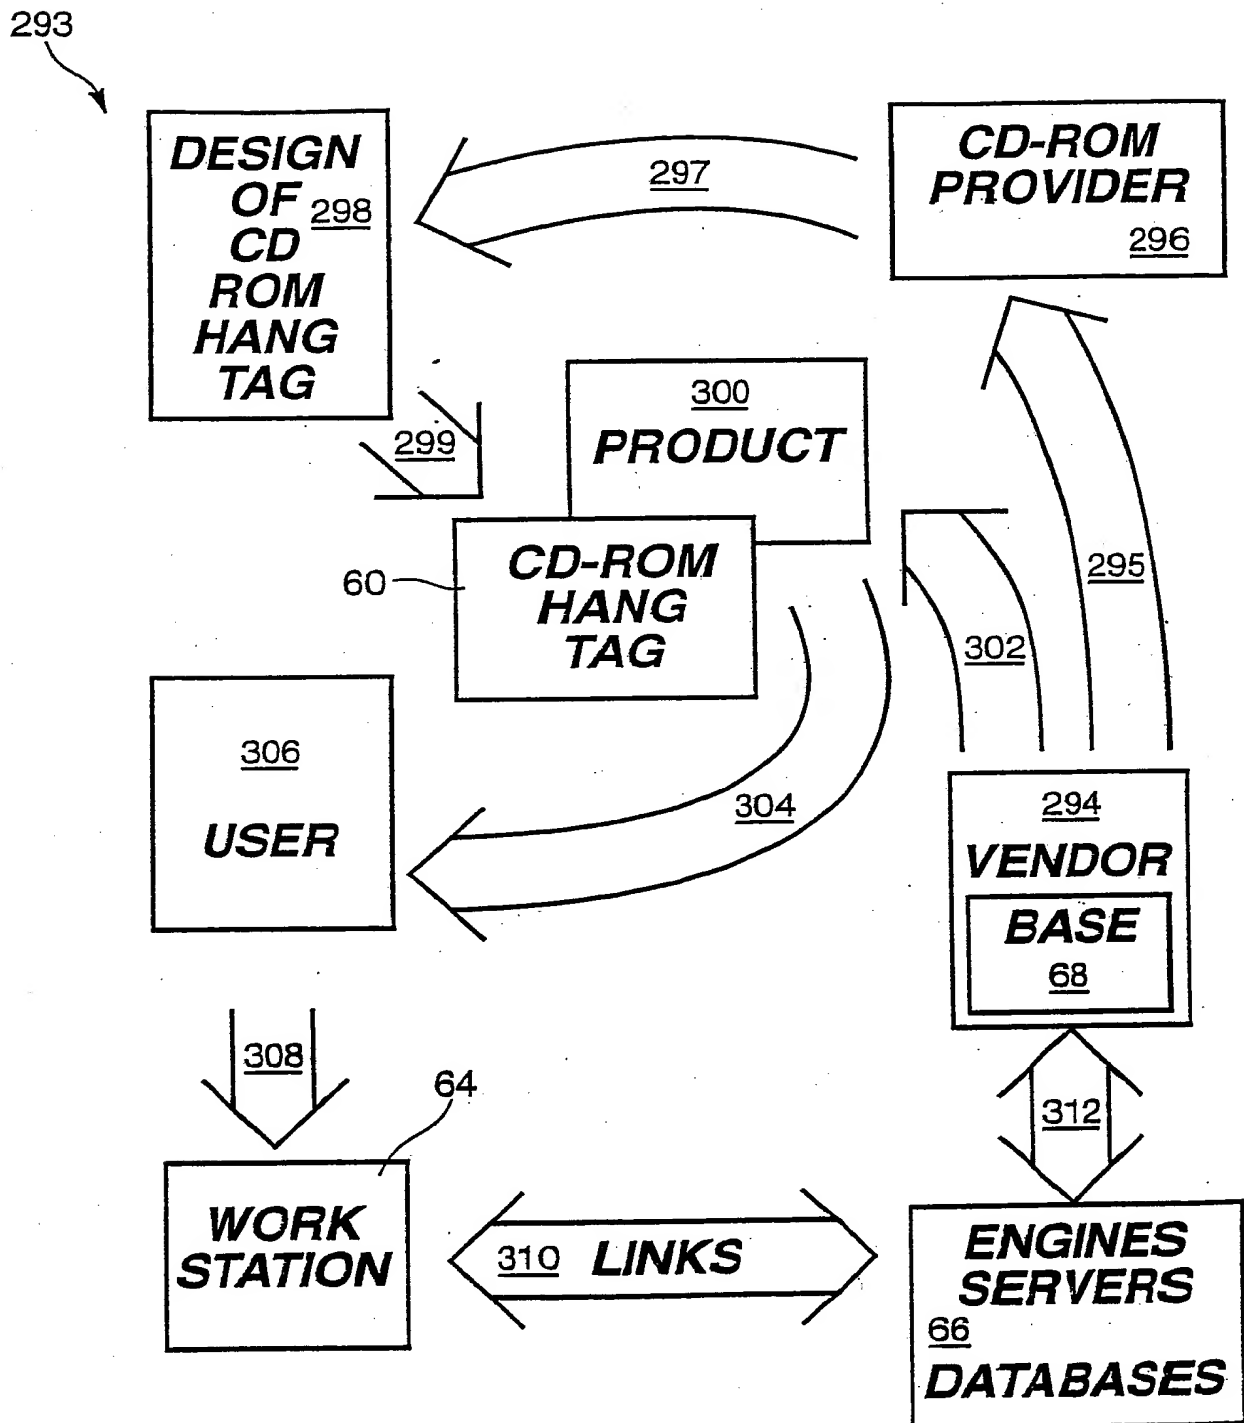 293
DESIGN
OF
298
CD
ROM
HANG
TAG
297
CD-ROM
PROVIDER
296
299
300
PRODUCT
60
CD-ROM
HANG
TAG
295
302
304
306
USER
294
VENDOR
BASE
68
308
312
64
WORK
STATION
310 LINKS
ENGINES
SERVERS
66
DATABASES